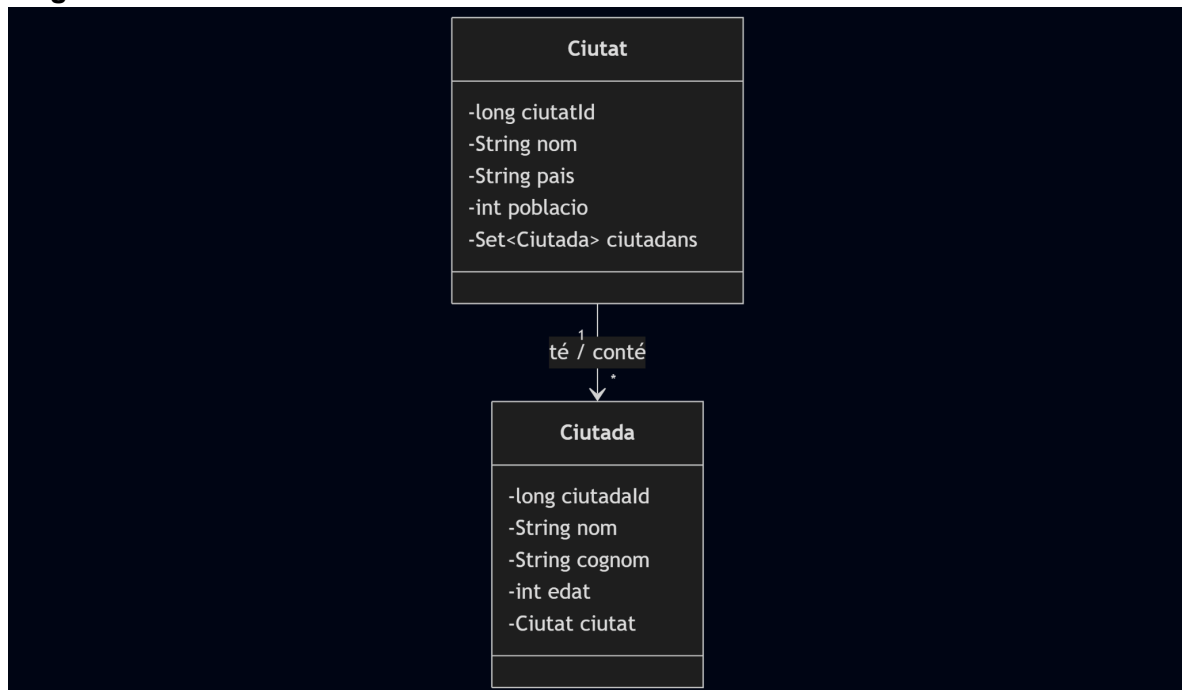 Ciutat
-long ciutatId
-String nom
-String pais
-int poblacio
-Set<Ciutada> ciutadans
1
té / conté
*
Ciutada
-long ciutadaId
-String nom
-String cognom
-int edat
-Ciutat ciutat